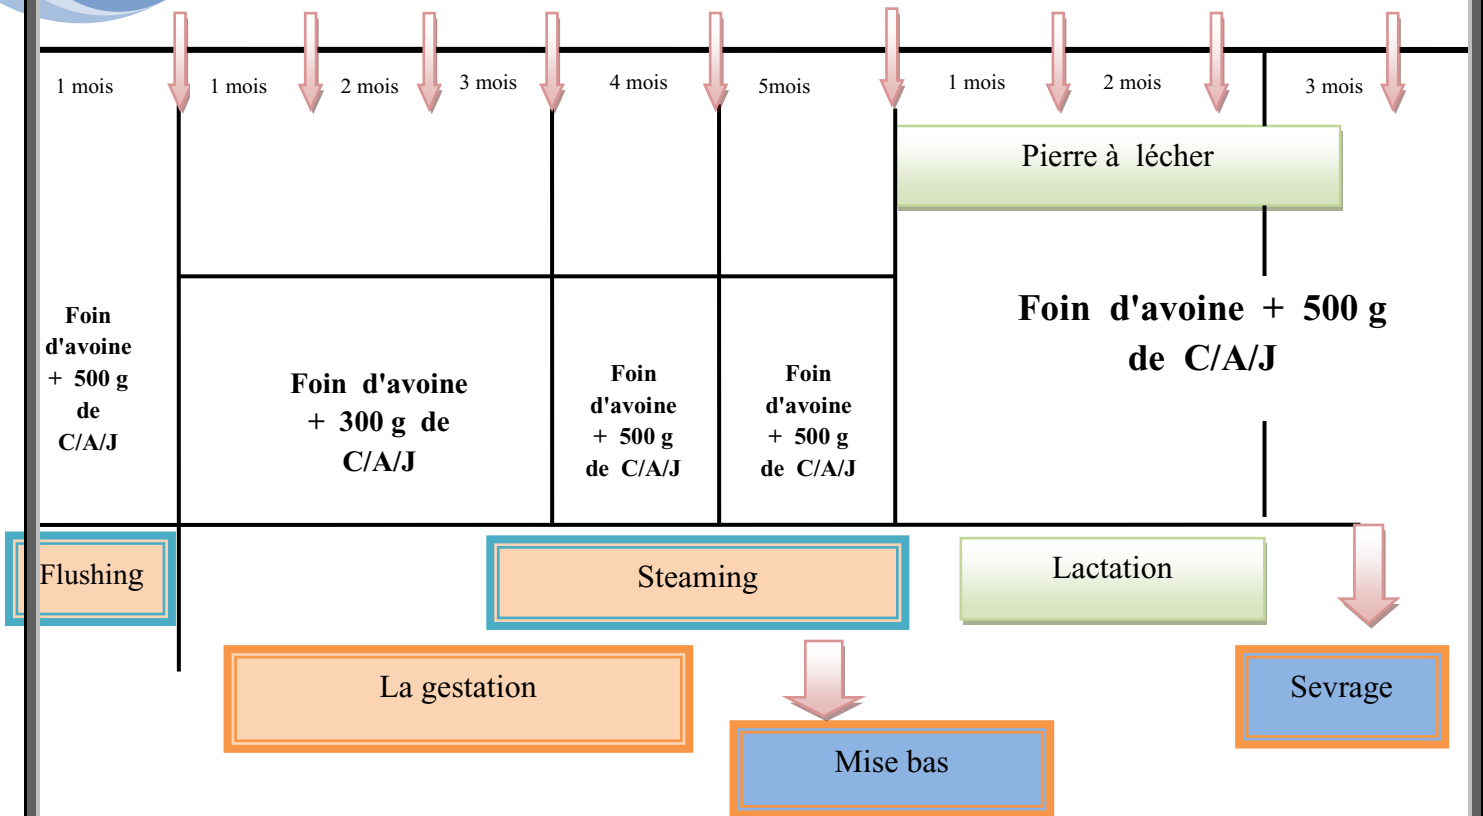 1 mois
1 mois
2 mois
3 mois
4 mois
5mois
1 mois
2 mois
3 mois
Pierre à lécher
Foin
d'avoine
+ 500 g
de
C/A/J
Foin d'avoine
+ 300 g de
C/A/J
Foin
d'avoine
+ 500 g
de C/A/J
Foin
d'avoine
+ 500 g
de C/A/J
Foin d'avoine + 500 g
de C/A/J
Flushing
Steaming
Lactation
La gestation
Sevrage
Mise bas